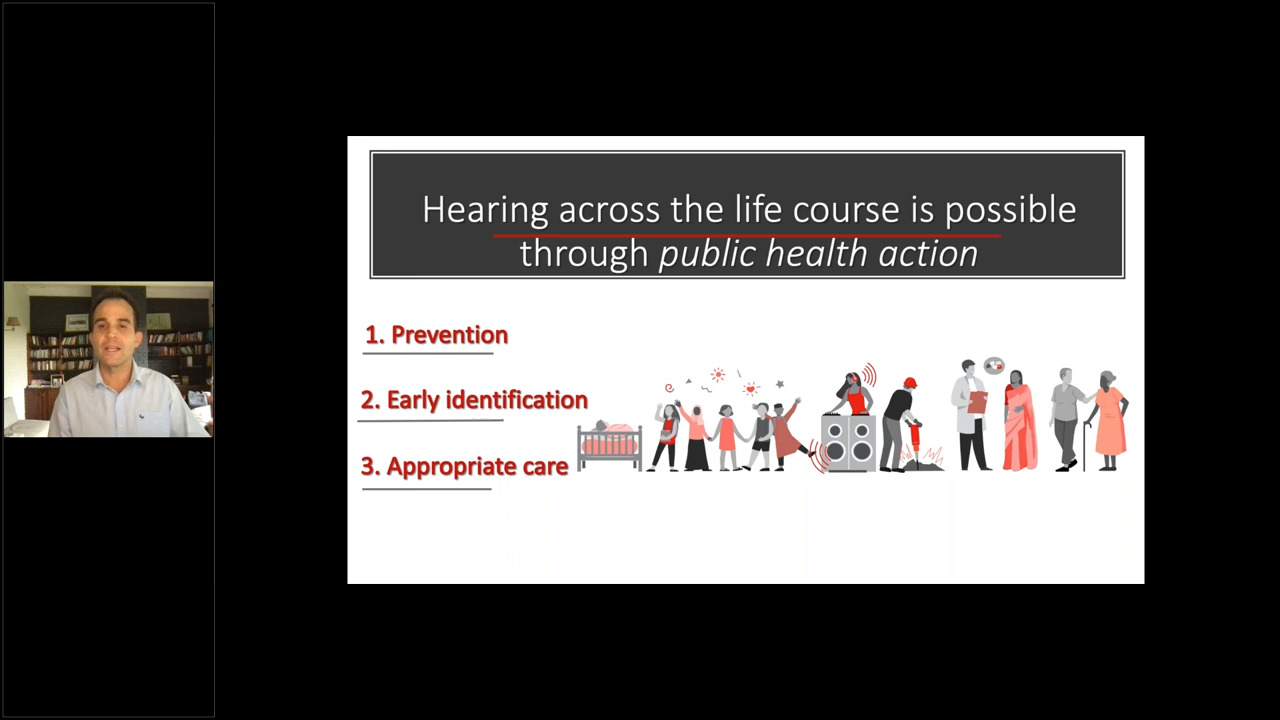 Hearing across the life course is possible
through public health action
1. Prevention
2. Early identification
3. Appropriate care